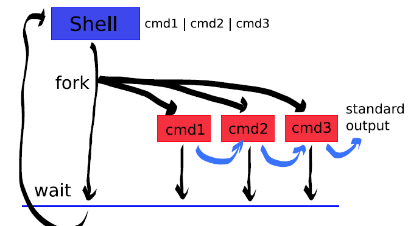 Shell
cmd1 | cmd2 | cmd3
fork
cmd1
cmd2
cmd3
standard
output
wait